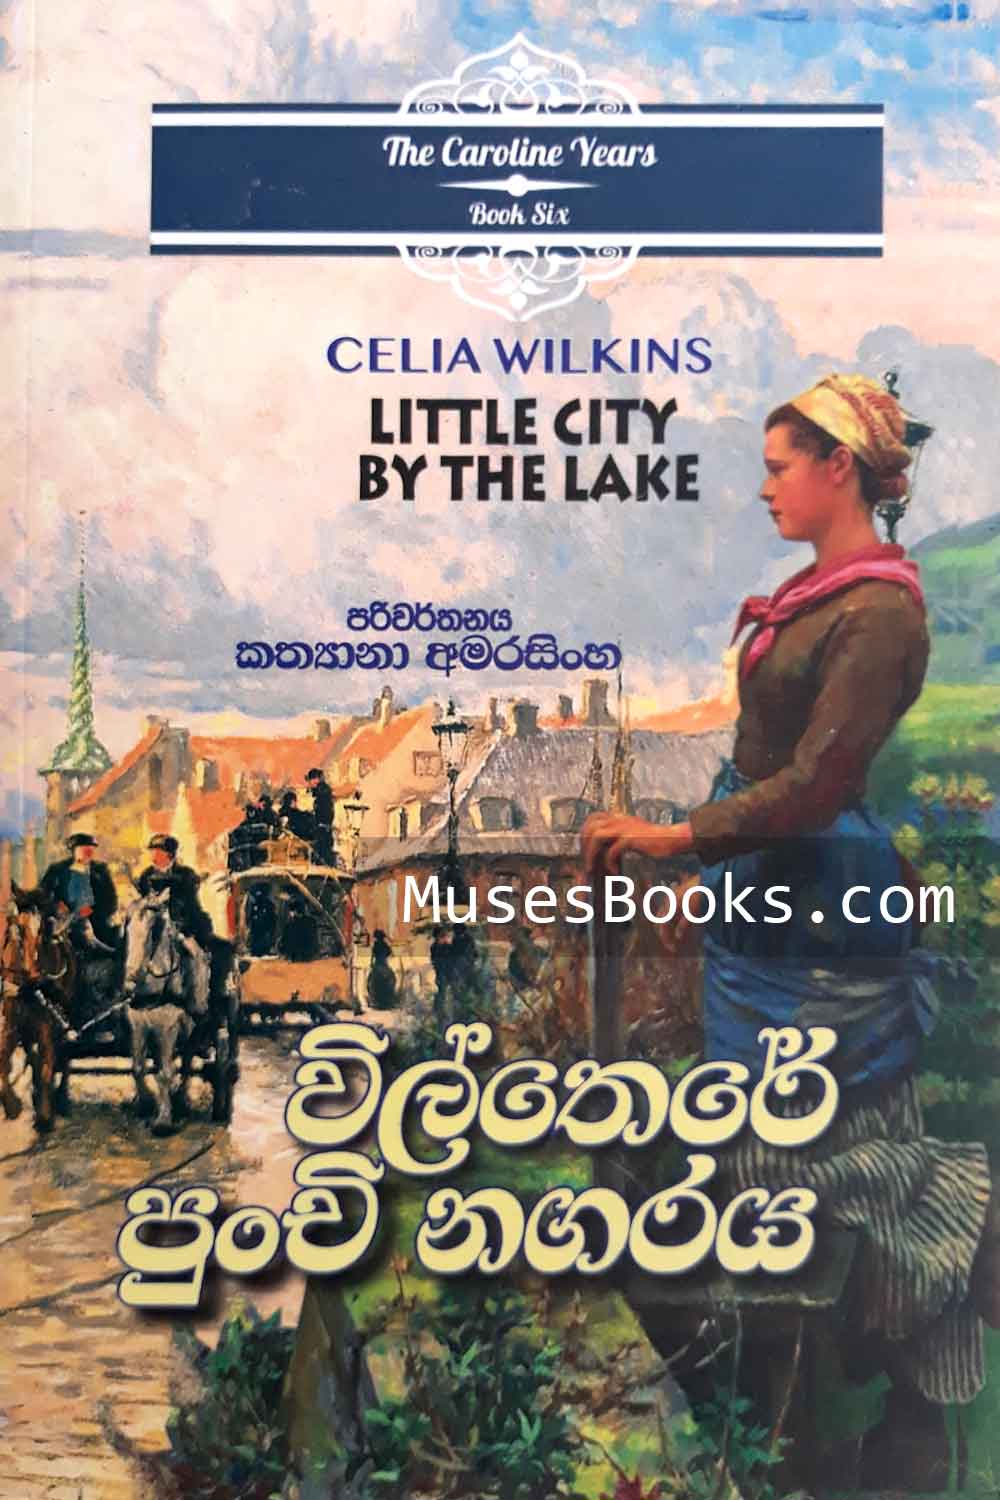 The Caroline Years
Book Six
CELIA WILKINS
LITTLE CITY
BY THE LAKE
පරිවර්තනය
කත්‍යානා අමරසිංහ
MusesBooks.com
විල්තෙරේ
පුංචි නගරය